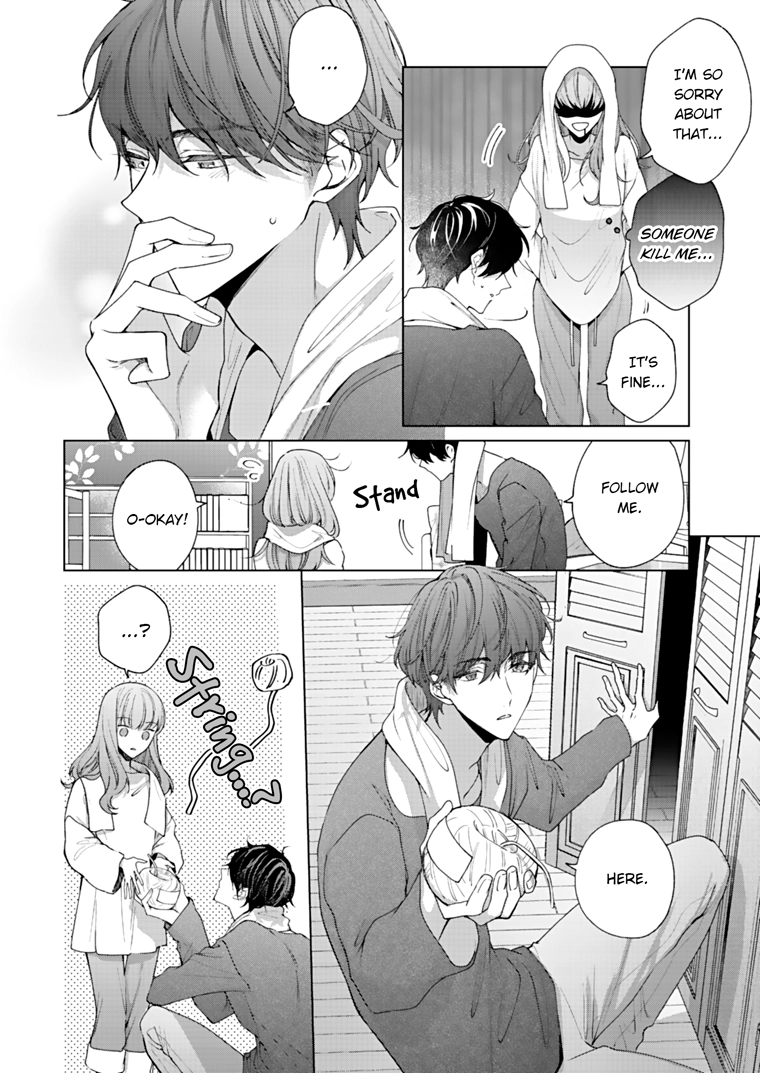 I'M SO
SORRY
ABOUT
THAT...
SOMEONE
KILL ME...
IT'S
FINE...
...
FOLLOW
ME.
Stand
O-OKAY!
HERE.
String...?
...?